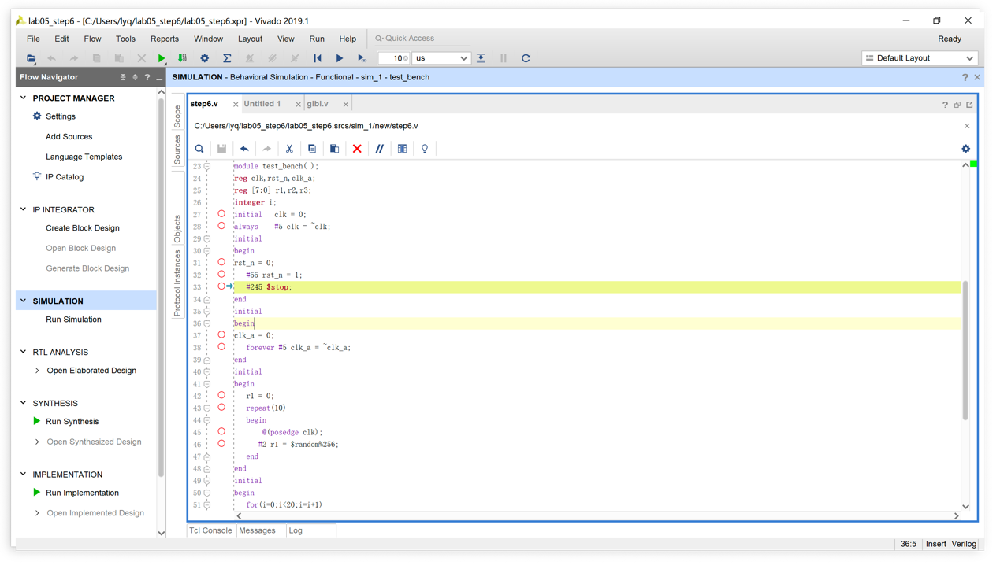 lab05_step6 - [C:/Users/lyq/lab05_step6/lab05_step6.xpr] - Vivado 2019.1
File Edit Flow Tools Reports Window Layout View Run Help Quick Access Ready
10 us Default Layout
Flow Navigator ?
SIMULATION - Behavioral Simulation - Functional - sim_1 - test_bench ?
PROJECT MANAGER
Settings
Add Sources
Language Templates
IP Catalog
IP INTEGRATOR
Create Block Design
Open Block Design
Generate Block Design
SIMULATION
Run Simulation
RTL ANALYSIS
Open Elaborated Design
SYNTHESIS
Run Synthesis
Open Synthesized Design
IMPLEMENTATION
Run Implementation
Open Implemented Design
Scope
Sources
Objects
Protocol Instances
step6.v Untitled 1 glbl.v ?
C:/Users/lyq/lab05_step6/lab05_step6.srcs/sim_1/new/step6.v
23 module test_bench( );
24 reg clk,rst_n,clk_a;
25 reg [7:0] r1,r2,r3;
26 integer i;
27 initial clk = 0;
28 always #5 clk = ~clk;
29 initial
30 begin
31 rst_n = 0;
32 #55 rst_n = 1;
33 #245 $stop;
34 end
35 initial
36 begin
37 clk_a = 0;
38 forever #5 clk_a = ~clk_a;
39 end
40 initial
41 begin
42 r1 = 0;
43 repeat(10)
44 begin
45 @(posedge clk);
46 #2 r1 = $random%256;
47 end
48 end
49 initial
50 begin
51 for(i=0;i<20;i=i+1)
Tcl Console Messages Log
36:5 Insert Verilog